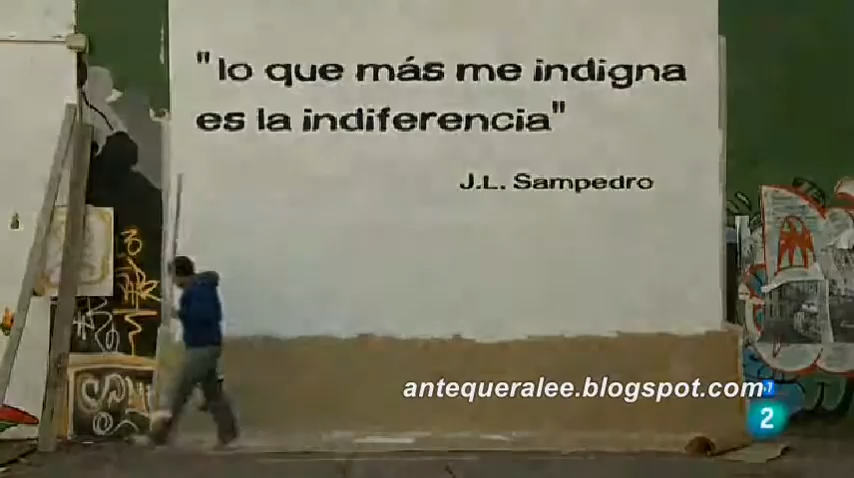 "lo que más me indigna
es la indiferencia"
J.L. Sampedro
antequeralee.blogspot.com
2